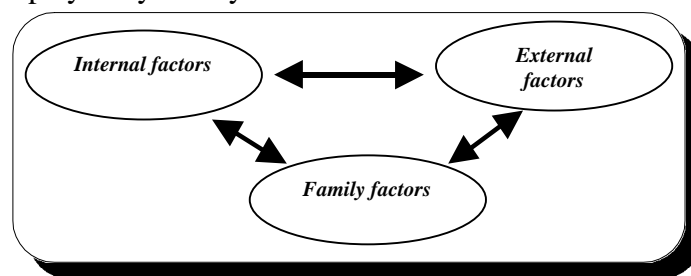 Internal factors
External
factors
Family factors